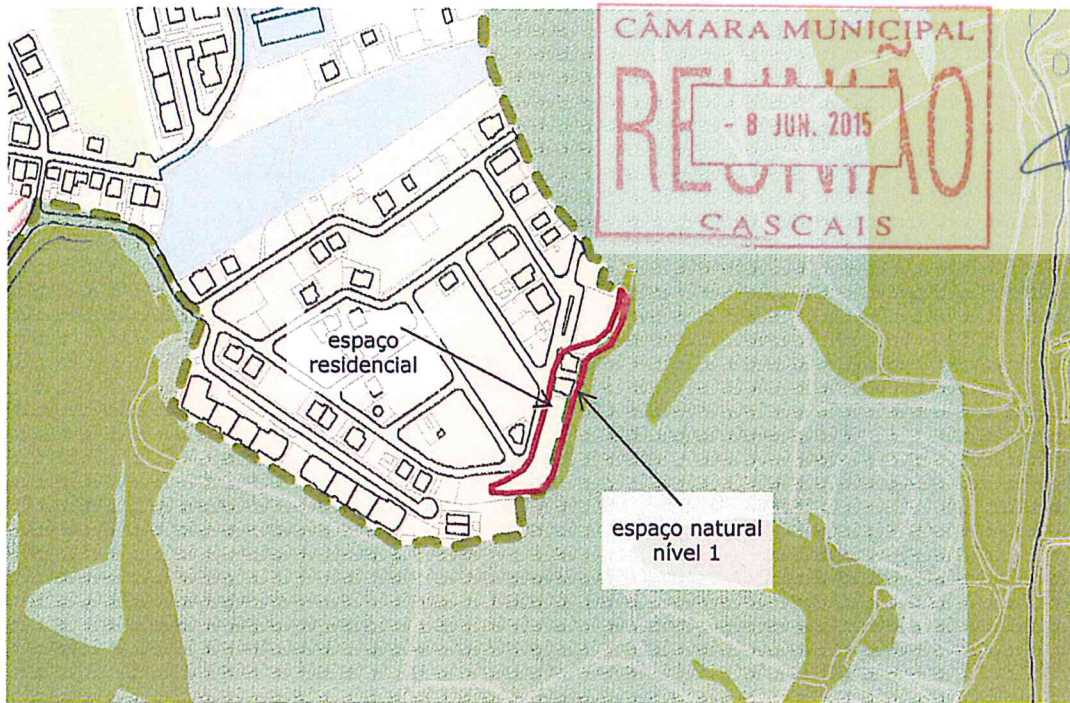 CÂMARA MUNICIPAL
REUNIÃO
- 8 JUN. 2015
CASCAIS
espaço
residencial
espaço natural
nível 1